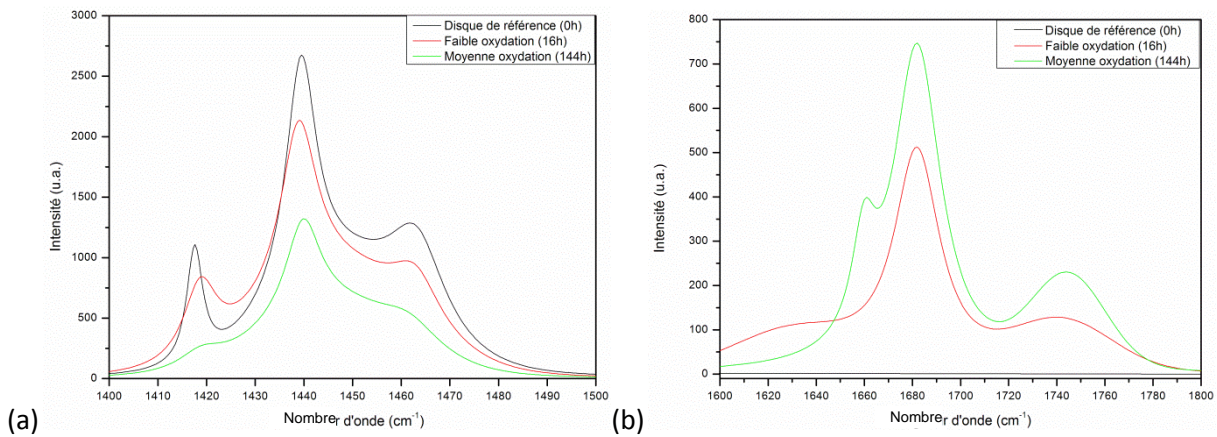 (a)
3000
2500
2000
1500
1000
500
0
Intensité (u.a.)
Disque de référence (0h)
Faible oxydation (16h)
Moyenne oxydation (144h)
1400 1410 1420 1430 1440 1450 1460 1470 1480 1490 1500
Nombrer d'onde (cm-1)
(b)
800
700
600
500
400
300
200
100
0
Intensité (u.a.)
Disque de référence (0h)
Faible oxydation (16h)
Moyenne oxydation (144h)
1600 1620 1640 1660 1680 1700 1720 1740 1760 1780 1800
Nombrer d'onde (cm-1)